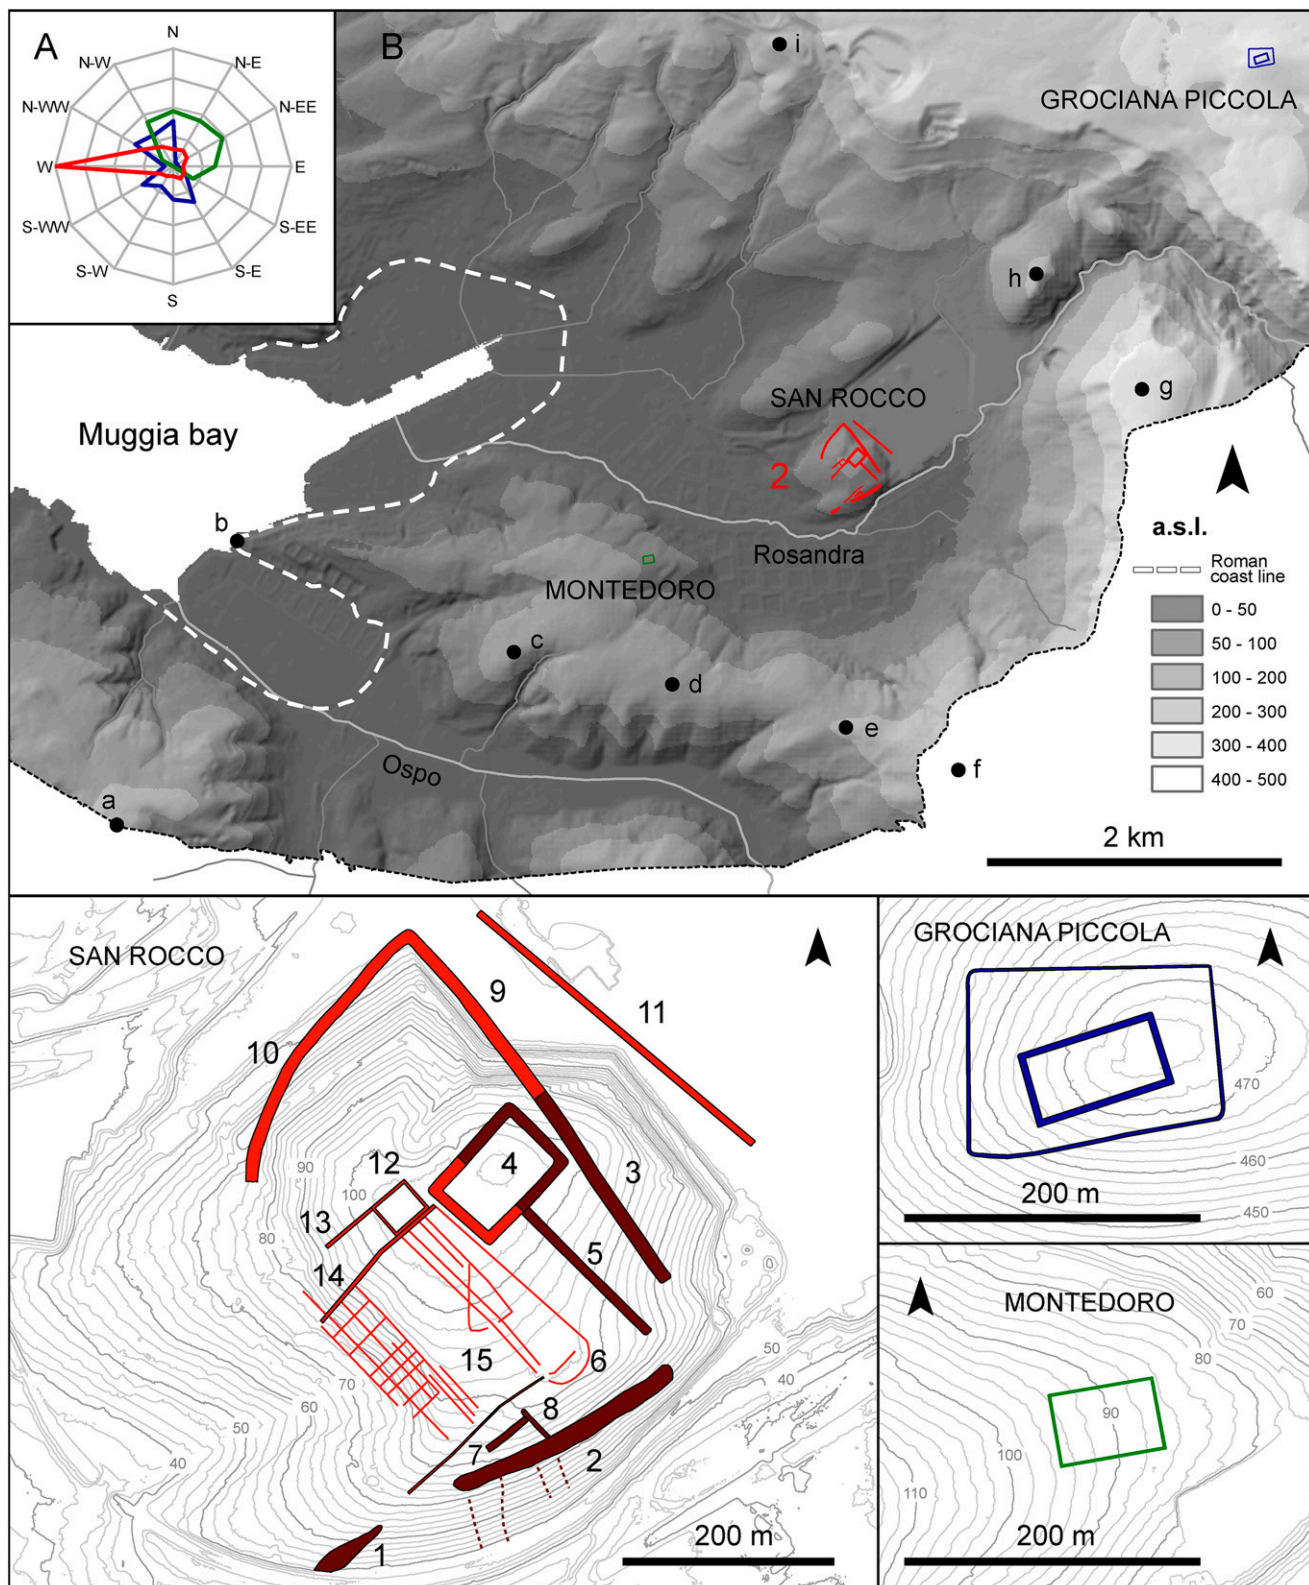 A
N
N-W
N-E
N-WW
N-EE
W
E
S-WW
S-EE
S-W
S-E
S
B
i
GROCIANA PICCOLA
h
g
SAN ROCCO
2
Muggia bay
b
Rosandra
MONTEDORO
c
d
e
f
Ospo
a
a.s.l.
Roman
coast line
0 - 50
50 - 100
100 - 200
200 - 300
300 - 400
400 - 500
2 km
SAN ROCCO
9
11
10
90
12
4
3
100
13
80
5
14
15
6
50
40
70
8
60
7
50
2
40
1
200 m
GROCIANA PICCOLA
470
460
200 m
450
MONTEDORO
60
70
80
90
100
110
200 m